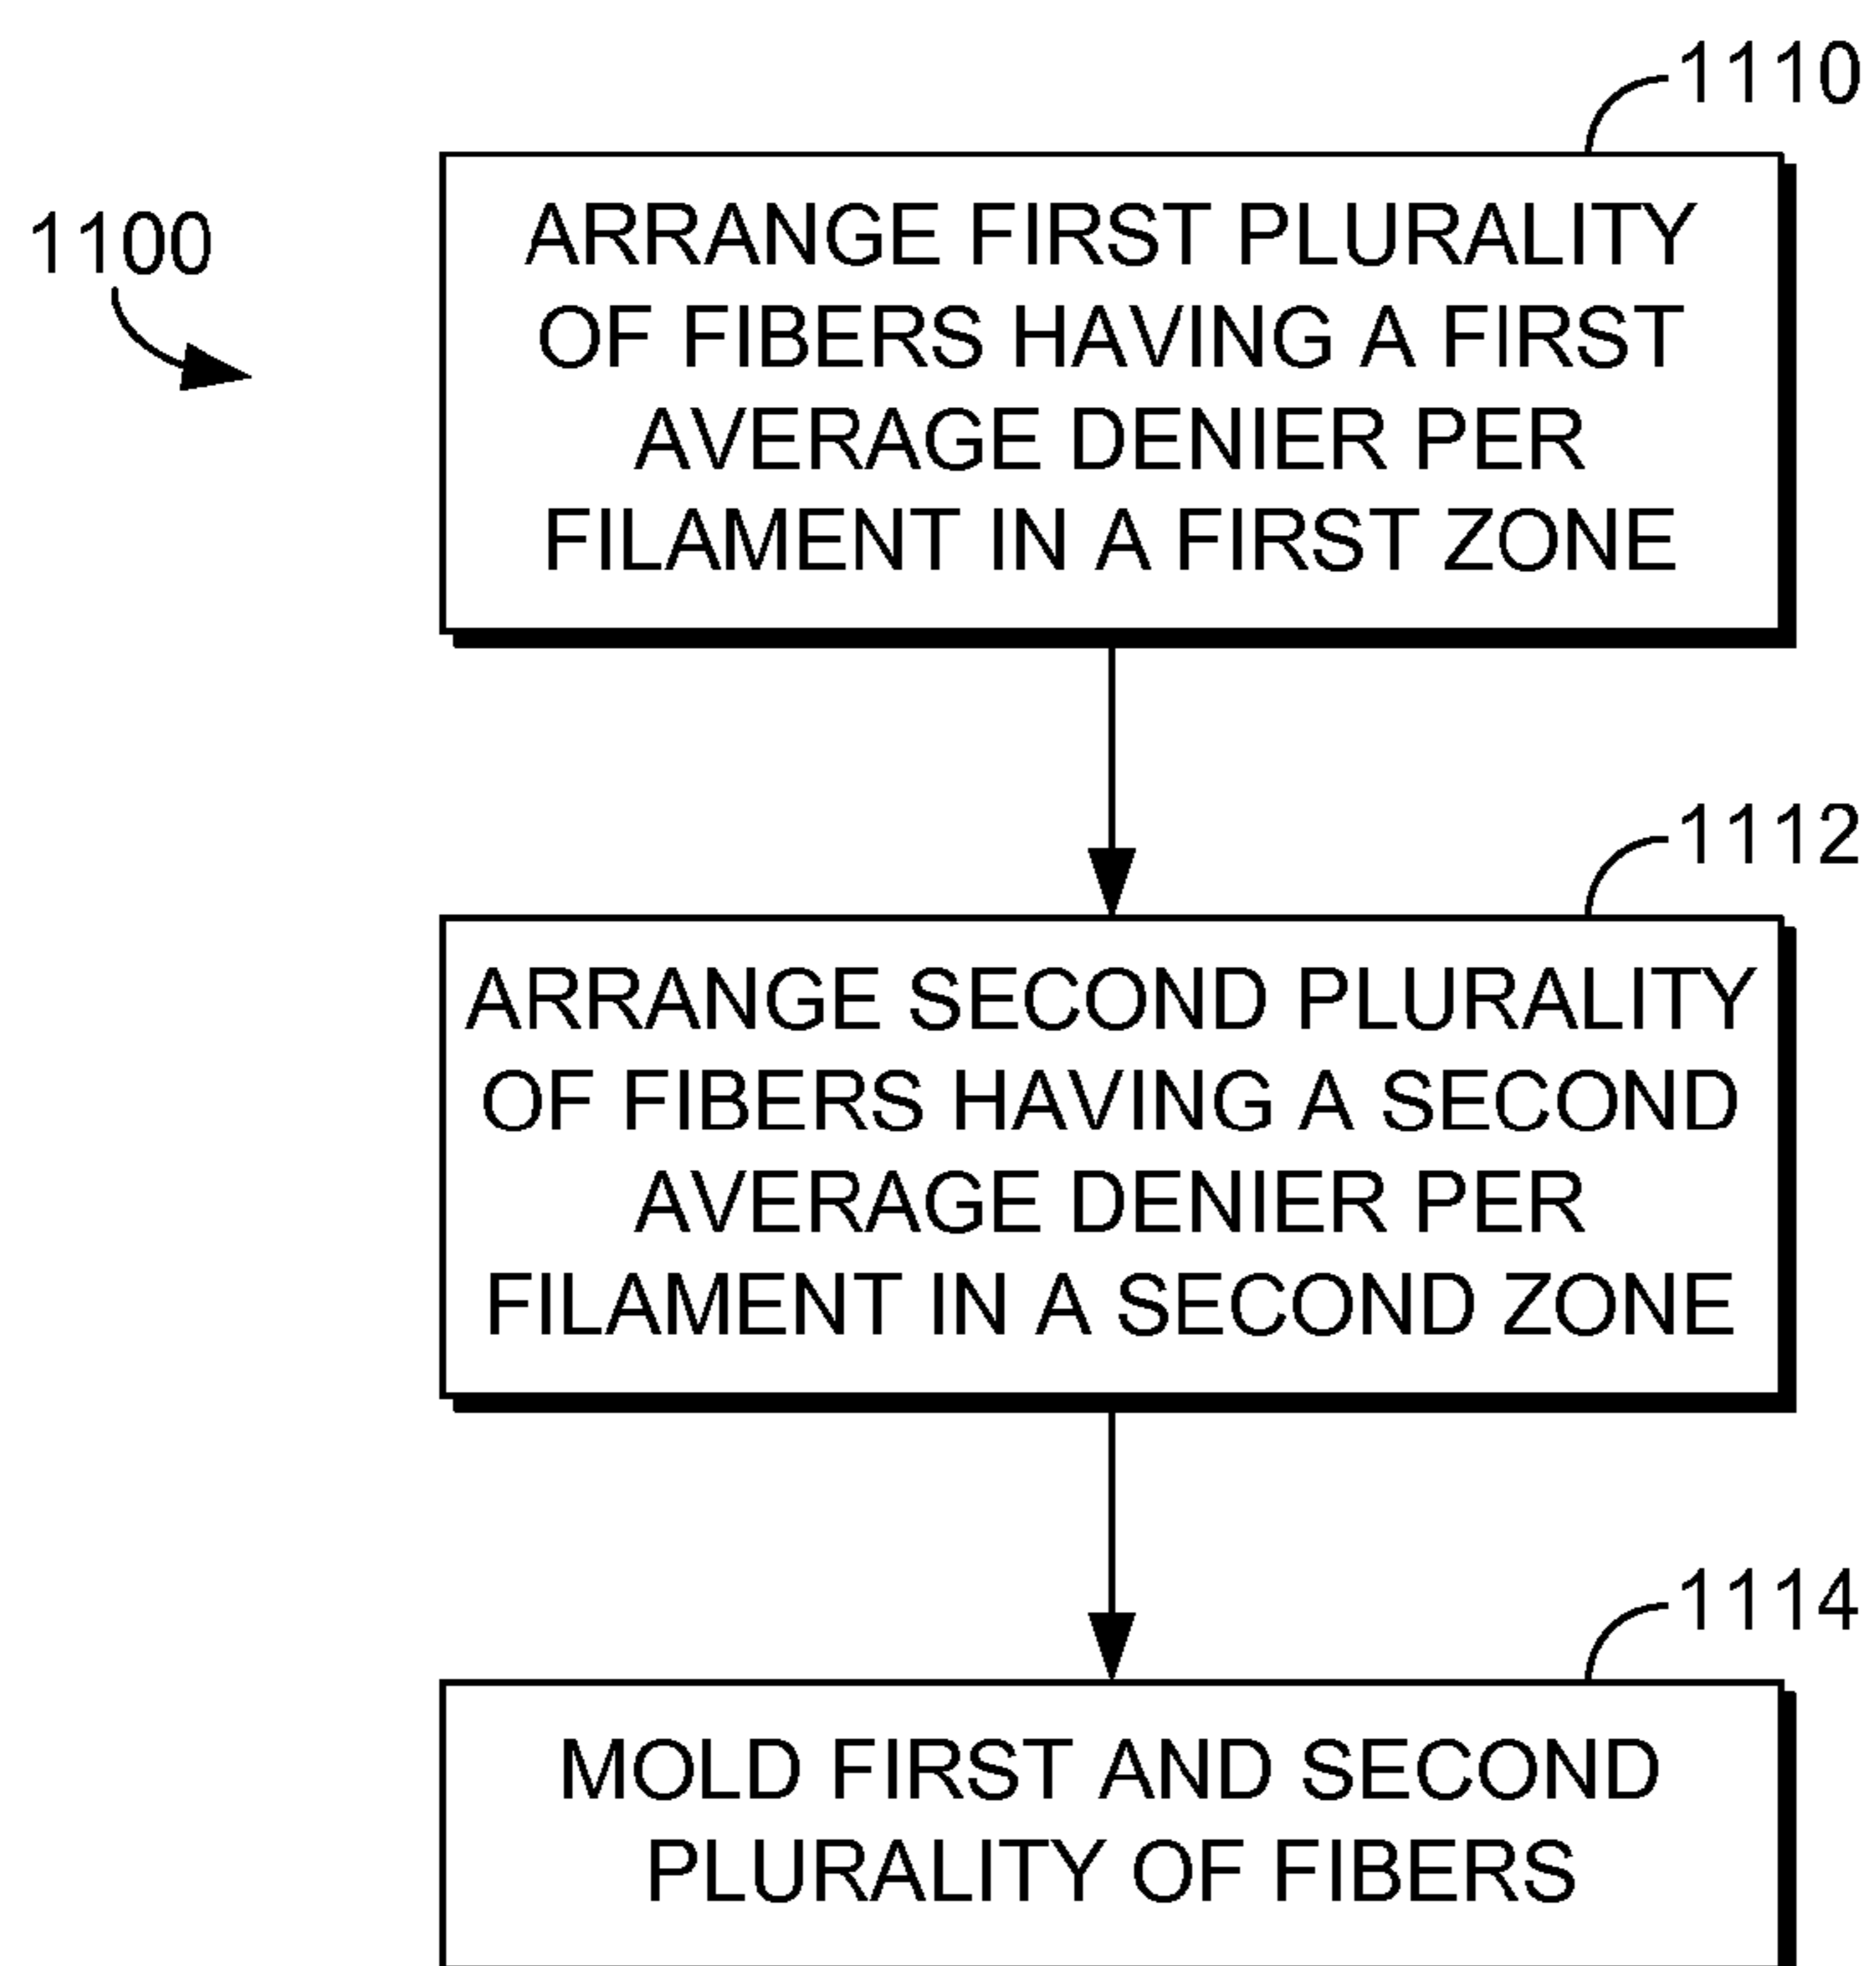 1110
1100
ARRANGE FIRST PLURALITY
OF FIBERS HAVING A FIRST
AVERAGE DENIER PER
FILAMENT IN A FIRST ZONE
1112
ARRANGE SECOND PLURALITY
OF FIBERS HAVING A SECOND
AVERAGE DENIER PER
FILAMENT IN A SECOND ZONE
1114
MOLD FIRST AND SECOND
PLURALITY OF FIBERS